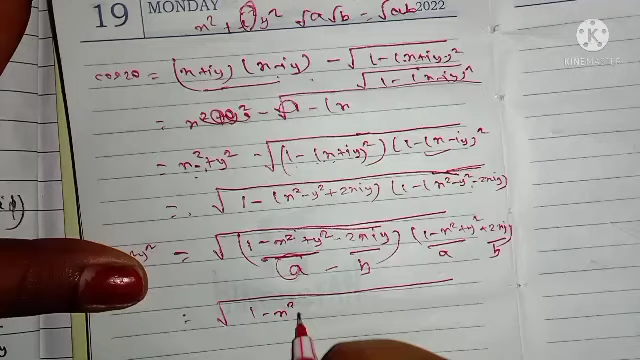 19 MONDAY 2022
x² + y² √a√b = √ab
KINEMASTER
cos2θ = (x+iy) (x-iy) - √1-(x+iy)² √1-(x-iy)²
= x²+y² - √ 1 - (x
= x²+y² - √(1-(x+iy)²) (1-(x-iy)²
= √1-(x²-y²+2xiy) (1-(x²-y²-2xiy)
= √(1-x²+y²-2xiy) (1-x²+y²+2xiy)
a - b a b
= √1-x²